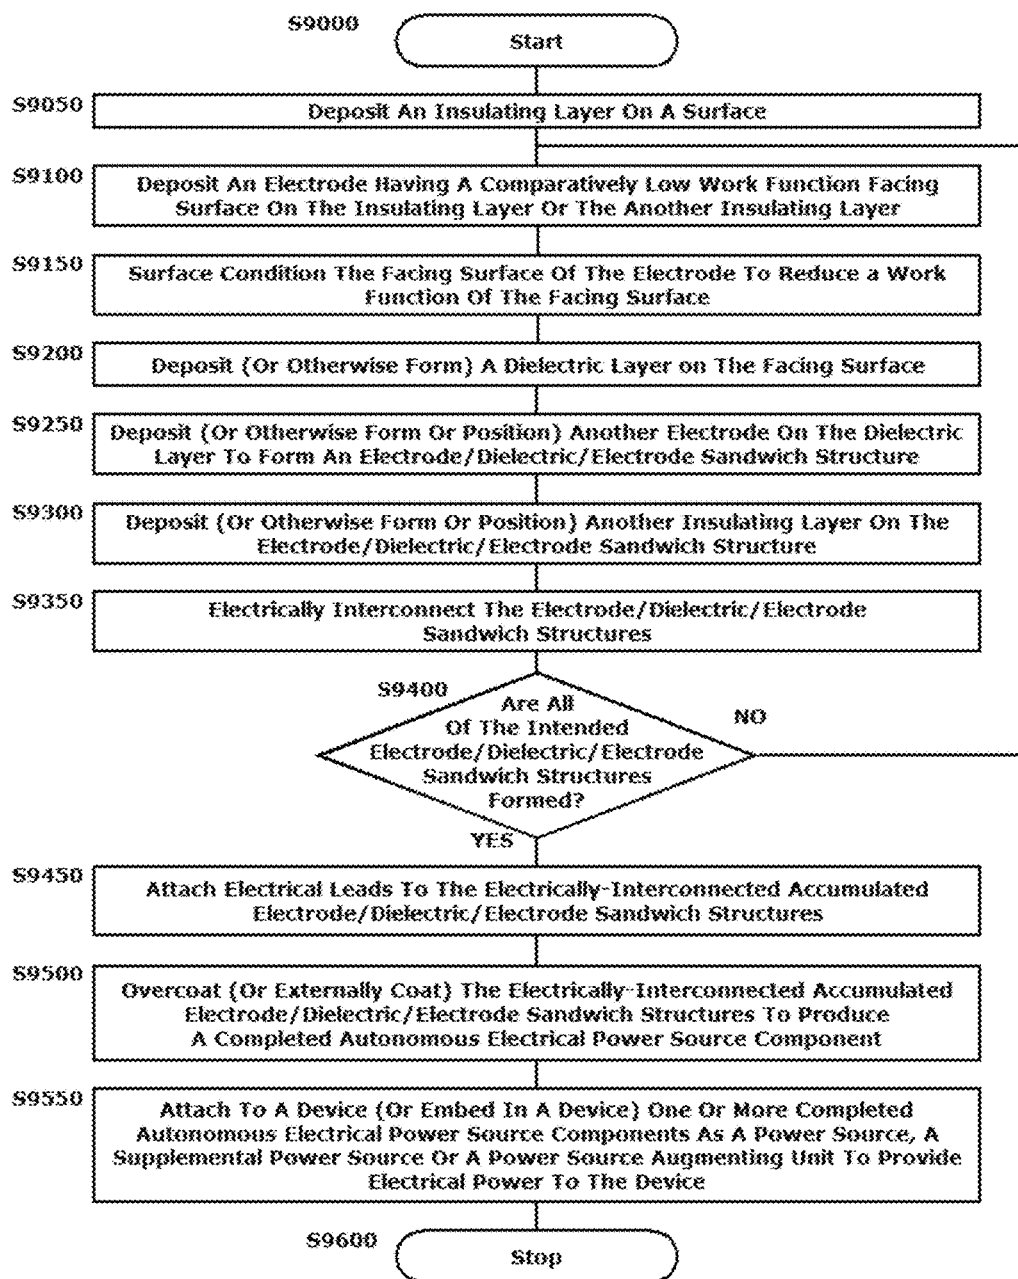 S9000
Start
S9050
Deposit An Insulating Layer On A Surface
S9100
Deposit An Electrode Having A Comparatively Low Work Function Facing
Surface On The Insulating Layer Or The Another Insulating Layer
S9150
Surface Condition The Facing Surface Of The Electrode To Reduce a Work
Function Of The Facing Surface
S9200
Deposit (Or Otherwise Form) A Dielectric Layer on The Facing Surface
S9250
Deposit (Or Otherwise Form Or Position) Another Electrode On The Dielectric
Layer To Form An Electrode/Dielectric/Electrode Sandwich Structure
S9300
Deposit (Or Otherwise Form Or Position) Another Insulating Layer On The
Electrode/Dielectric/Electrode Sandwich Structure
S9350
Electrically Interconnect The Electrode/Dielectric/Electrode
Sandwich Structures
S9400
Are All
Of The Intended
Electrode/Dielectric/Electrode
Sandwich Structures
Formed?
NO
YES
S9450
Attach Electrical Leads To The Electrically-Interconnected Accumulated
Electrode/Dielectric/Electrode Sandwich Structures
S9500
Overcoat (Or Externally Coat) The Electrically-Interconnected Accumulated
Electrode/Dielectric/Electrode Sandwich Structures To Produce
A Completed Autonomous Electrical Power Source Component
S9550
Attach To A Device (Or Embed In A Device) One Or More Completed
Autonomous Electrical Power Source Components As A Power Source, A
Supplemental Power Source Or A Power Source Augmenting Unit To Provide
Electrical Power To The Device
S9600
Stop